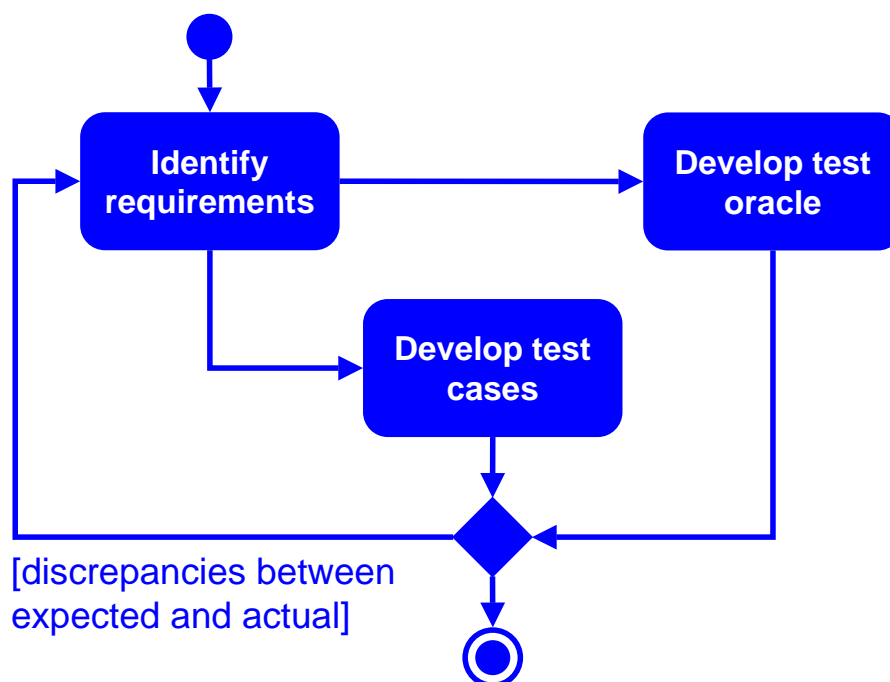 Identify
requirements
Develop test
oracle
Develop test
cases
[discrepancies between
expected and actual]